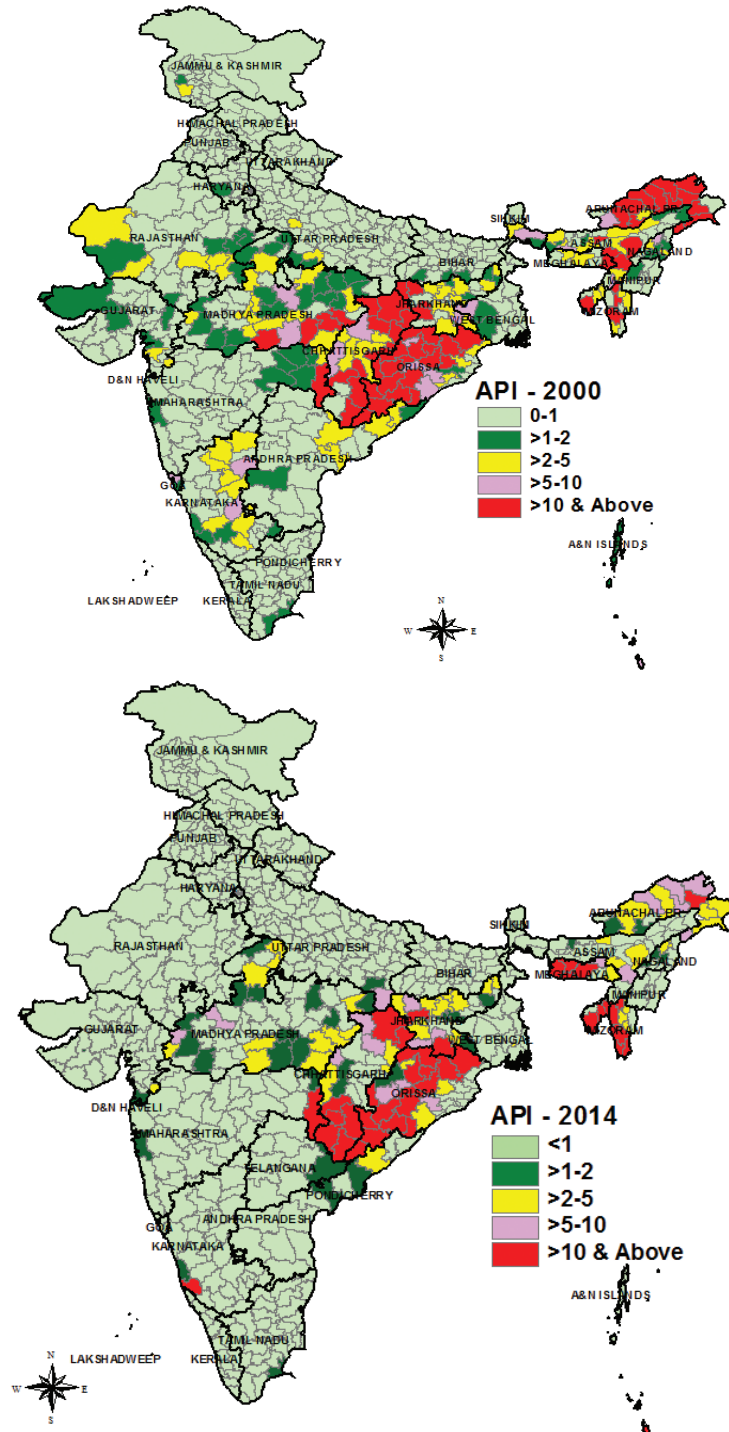 JAMMU & KASHMIR
HIMACHAL PRADESH
PUNJAB
UTTARAKHAND
HARYANA
SIKKIM
ARUNACHAL PR.
RAJASTHAN
UTTAR PRADESH
ASSAM
NAGALAND
BIHAR
MEGHALAYA
MANIPUR
GUJARAT
MADHYA PRADESH
JHARKHAND
WEST BENGAL
MIZORAM
CHHATTISGARH
ORISSA
D&N HAVELI
MAHARASHTRA
API - 2000
0-1
>1-2
>2-5
>5-10
>10 & Above
ANDHRA PRADESH
GOA
KARNATAKA
A&N ISLANDS
PONDICHERRY
TAMIL NADU
LAKSHADWEEP
KERALA
N
W E
S
JAMMU & KASHMIR
HIMACHAL PRADESH
PUNJAB
UTTARAKHAND
HARYANA
SIKKIM
ARUNACHAL PR.
RAJASTHAN
UTTAR PRADESH
ASSAM
NAGALAND
BIHAR
MEGHALAYA
MANIPUR
GUJARAT
MADHYA PRADESH
JHARKHAND
WEST BENGAL
MIZORAM
CHHATTISGARH
ORISSA
D&N HAVELI
MAHARASHTRA
API - 2014
<1
>1-2
>2-5
>5-10
>10 & Above
TELANGANA
PONDICHERRY
ANDHRA PRADESH
GOA
KARNATAKA
A&N ISLANDS
TAMIL NADU
LAKSHADWEEP
KERALA
N
W E
S